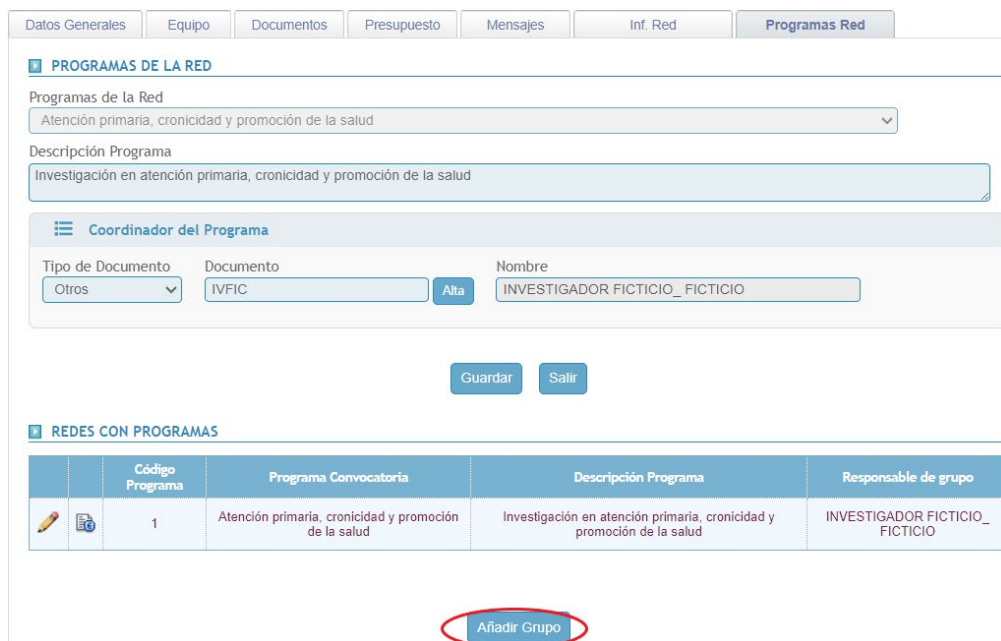 Datos Generales Equipo Documentos Presupuesto Mensajes Inf. Red Programas Red
PROGRAMAS DE LA RED
Programas de la Red
Atención primaria, cronicidad y promoción de la salud
Descripción Programa
Investigación en atención primaria, cronicidad y promoción de la salud
Coordinador del Programa
Tipo de Documento Documento Nombre
Otros IVFIC Alta INVESTIGADOR FICTICIO_ FICTICIO
Guardar Salir
REDES CON PROGRAMAS
Código Programa Programa Convocatoria Descripción Programa Responsable de grupo
1 Atención primaria, cronicidad y promoción de la salud Investigación en atención primaria, cronicidad y promoción de la salud INVESTIGADOR FICTICIO_ FICTICIO
Añadir Grupo